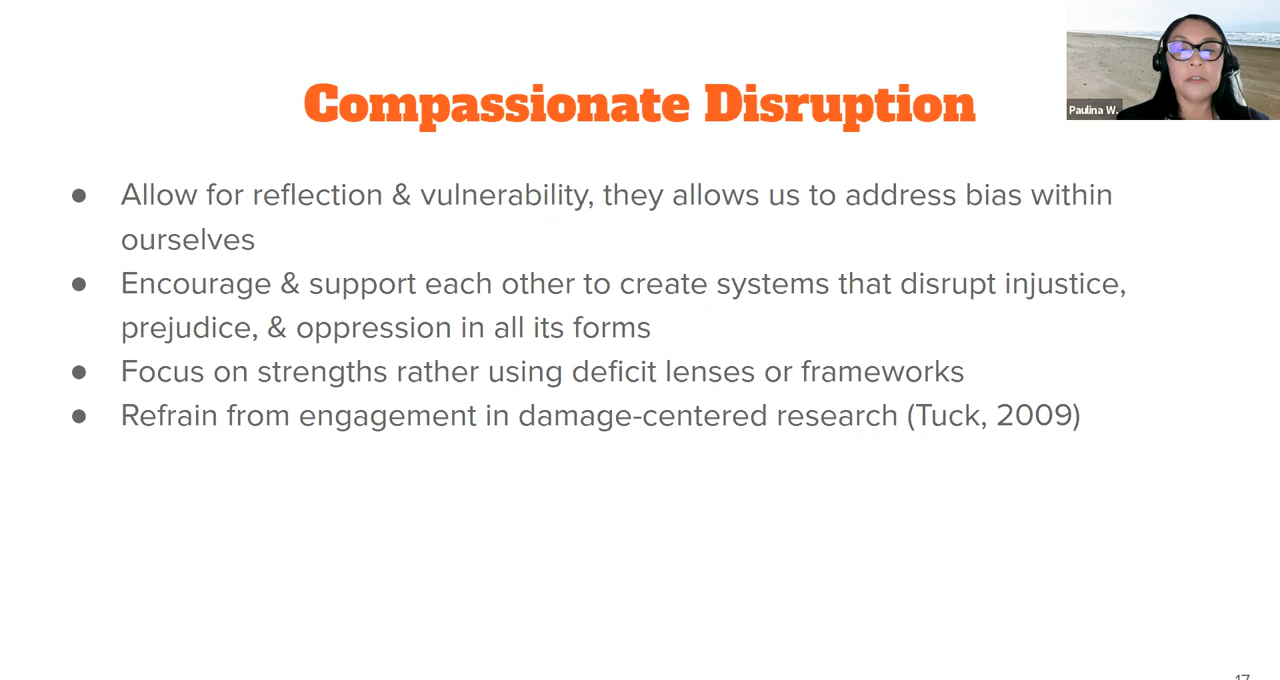 Compassionate Disruption
Paulina W.
● Allow for reflection & vulnerability, they allows us to address bias within
ourselves
● Encourage & support each other to create systems that disrupt injustice,
prejudice, & oppression in all its forms
● Focus on strengths rather using deficit lenses or frameworks
● Refrain from engagement in damage-centered research (Tuck, 2009)
17